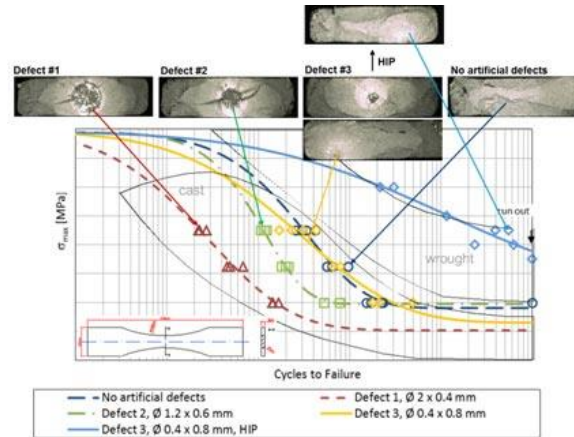 HIP
Defect #1
Defect #2
Defect #3
No artificial defects
cast
run out
wrought
σmax [MPa]
Cycles to Failure
No artificial defects
Defect 1, Ø 2 x 0.4 mm
Defect 2, Ø 1.2 x 0.6 mm
Defect 3, Ø 0.4 x 0.8 mm
Defect 3, Ø 0.4 x 0.8 mm, HIP